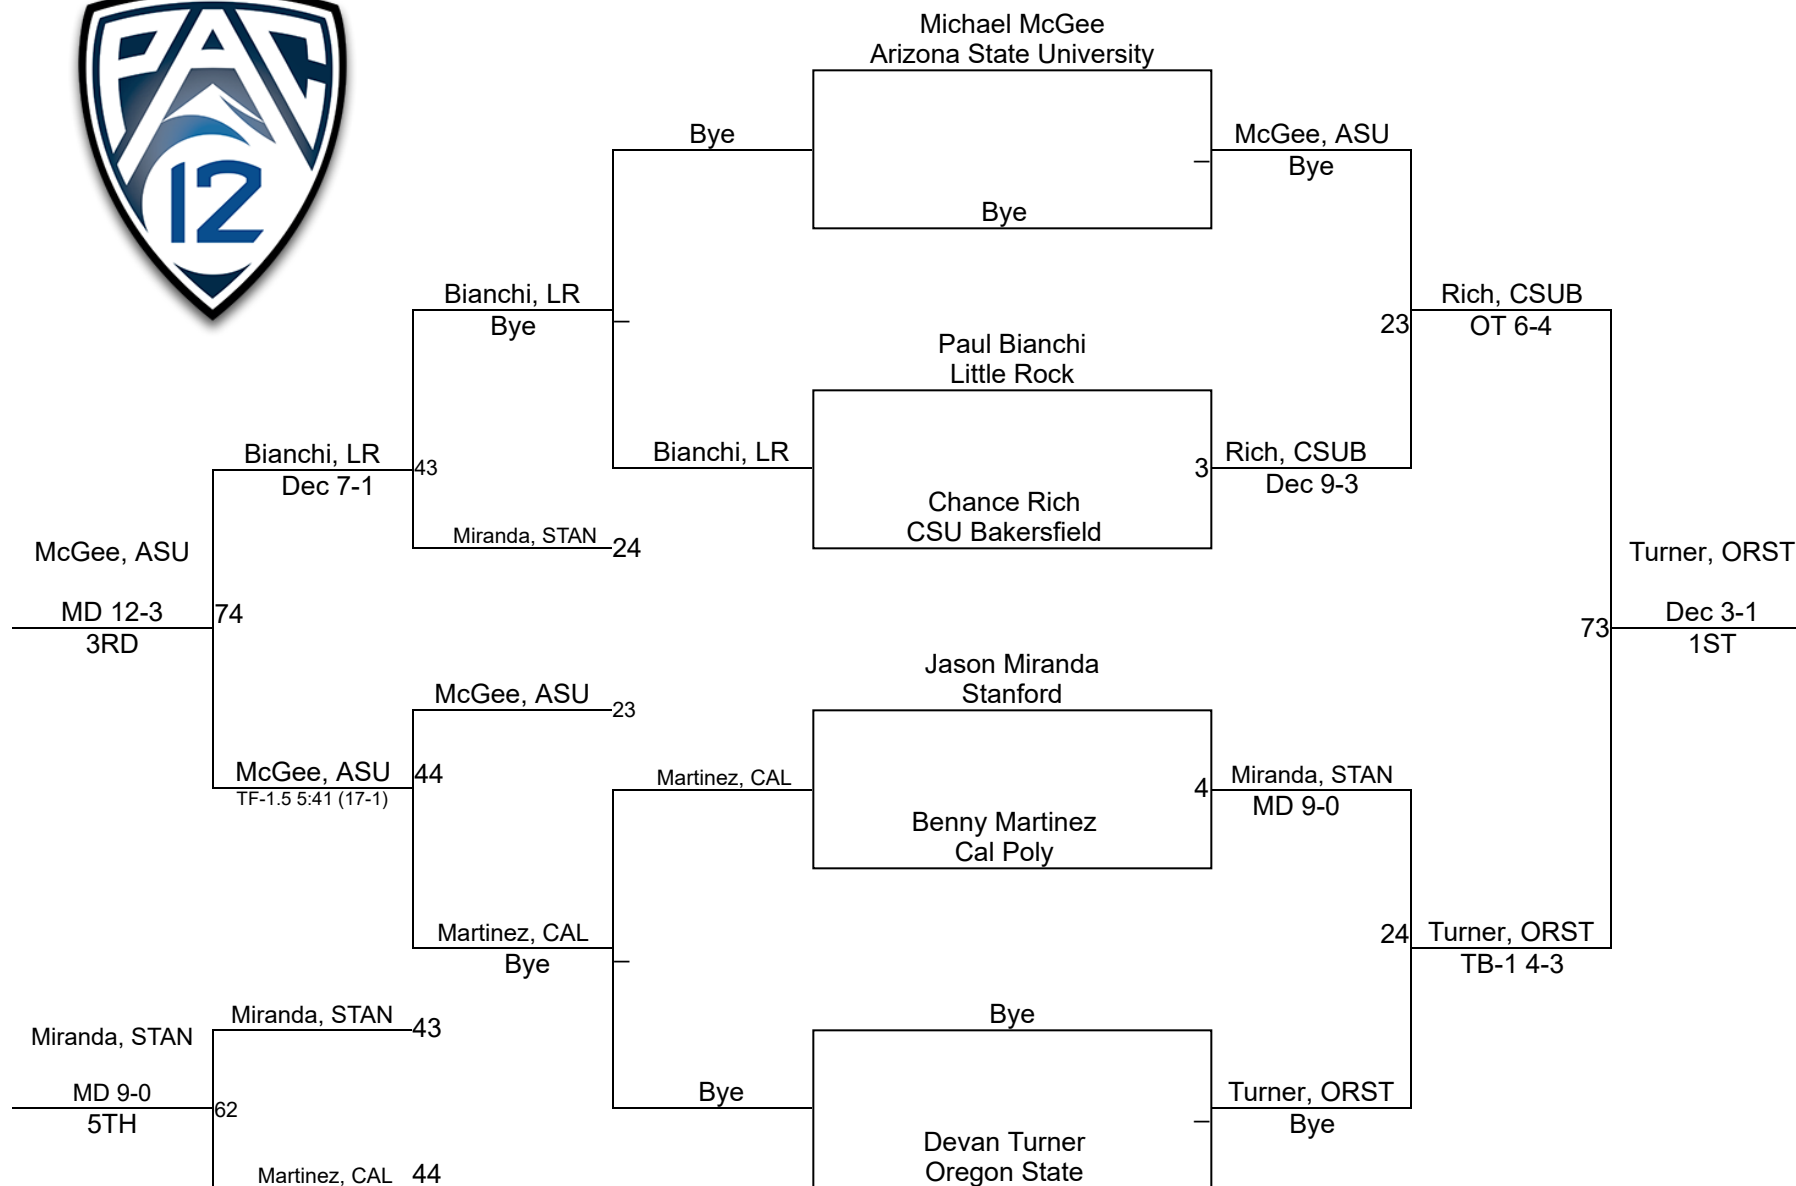 PAC
12
Michael McGee
Arizona State University
Bye
McGee, ASU
Bye
Bye
Bianchi, LR
Bye
Rich, CSUB
23
OT 6-4
Paul Bianchi
Little Rock
Bianchi, LR
43
Dec 7-1
Bianchi, LR
3
Rich, CSUB
Dec 9-3
Chance Rich
CSU Bakersfield
Miranda, STAN
24
McGee, ASU
MD 12-3
74
3RD
Turner, ORST
Dec 3-1
73
1ST
Jason Miranda
Stanford
McGee, ASU
23
McGee, ASU
44
TF-1.5 5:41 (17-1)
Martinez, CAL
4
Miranda, STAN
MD 9-0
Benny Martinez
Cal Poly
Martinez, CAL
Bye
24
Turner, ORST
TB-1 4-3
Miranda, STAN
43
Bye
Miranda, STAN
MD 9-0
62
5TH
Bye
Turner, ORST
Bye
Devan Turner
Oregon State
Martinez, CAL
44